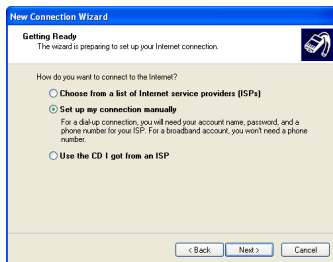 New Connection Wizard
Getting Ready
The wizard is preparing to set up your Internet connection.
How do you want to connect to the Internet?
Choose from a list of Internet service providers (ISPs)
Set up my connection manually
For a dial-up connection, you will need your account name, password, and a
phone number for your ISP. For a broadband account, you won't need a phone
number.
Use the CD I got from an ISP
< Back
Next >
Cancel